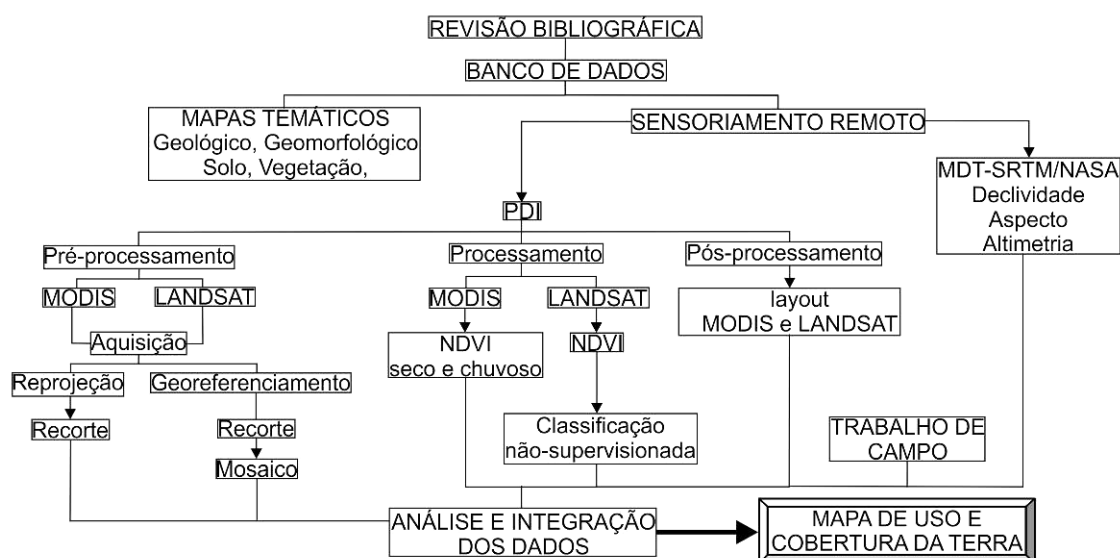 REVISÃO BIBLIOGRÁFICA
BANCO DE DADOS
MAPAS TEMÁTICOS
Geológico, Geomorfológico
Solo, Vegetação,
SENSORIAMENTO REMOTO
MDT-SRTM/NASA
Declividade
Aspecto
Altimetria
PDI
Pré-processamento
Processamento
Pós-processamento
MODIS
LANDSAT
MODIS
LANDSAT
layout
MODIS e LANDSAT
Aquisição
NDVI
seco e chuvoso
NDVI
Reprojeção
Georeferenciamento
Recorte
Recorte
Mosaico
Classificação
não-supervisionada
TRABALHO DE
CAMPO
ANÁLISE E INTEGRAÇÃO
DOS DADOS
MAPA DE USO E
COBERTURA DA TERRA